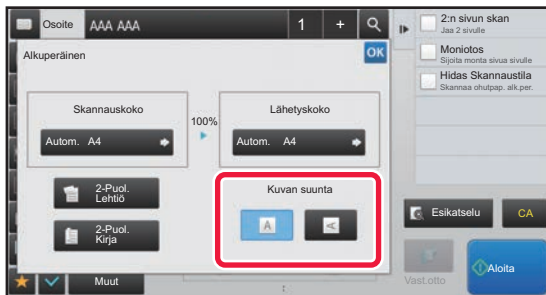 Osoite AAA AAA 1 +
Alkuperäinen OK
Skannauskoko
Autom. A4
100%
Lähetyskoko
Autom. A4
2-Puol.
Lehtiö
2-Puol.
Kirja
Kuvan suunta
A A
Muut
2:n sivun skan
Jaa 2 sivulle
Moniotos
Sijoita monta sivua sivulle
Hidas Skannaustila
Skannaa ohutpap. alk.per.
Esikatselu
CA
Vast.otto
Aloita